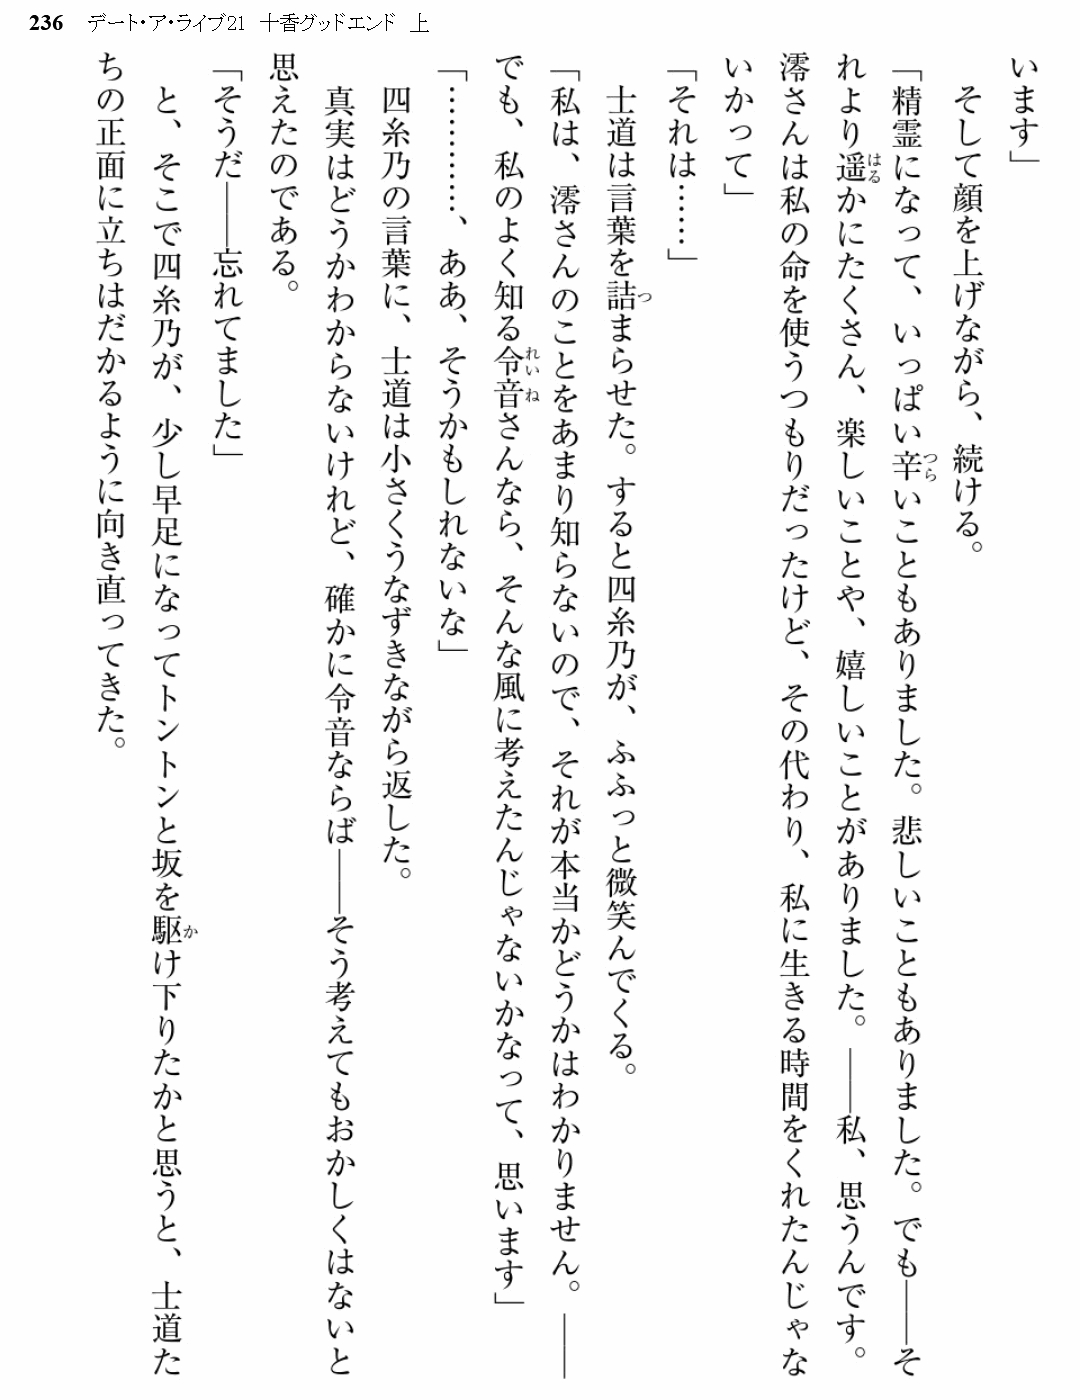 236 デート・ア・ライブ21 十香グッドエンド 上
います」
　そして顔を上げながら、続ける。
「精霊になって、いっぱい辛いこともありました。悲しいこともありました。でも――そ
れより遥かにたくさん、楽しいことや、嬉しいことがありました。――私、思うんです。
澪さんは私の命を使うつもりだったけど、その代わり、私に生きる時間をくれたんじゃな
いかって」
「それは……」
　士道は言葉を詰まらせた。すると四糸乃が、ふふっと微笑んでくる。
「私は、澪さんのことをあまり知らないので、それが本当かどうかはわかりません。――
でも、私のよく知る令音さんなら、そんな風に考えたんじゃないかなって、思います」
「…………、ああ、そうかもしれないな」
　四糸乃の言葉に、士道は小さくうなずきながら返した。
　真実はどうかわからないけれど、確かに令音ならば――そう考えてもおかしくはないと
思えたのである。
「そうだ――忘れてました」
　と、そこで四糸乃が、少し早足になってトントンと坂を駆け下りたかと思うと、士道た
ちの正面に立ちはだかるように向き直ってきた。